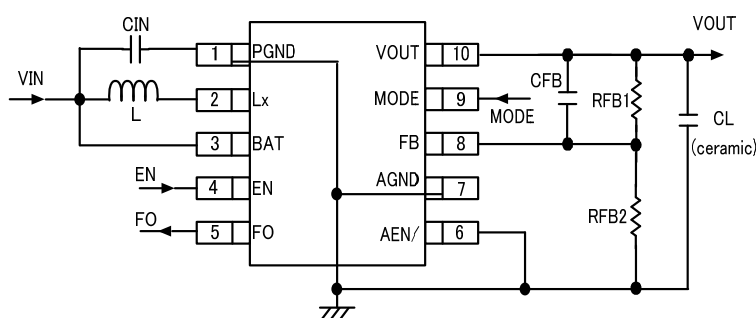 CIN
VOUT
1 PGND VOUT 10
VIN
CFB
RFB1
2 Lx MODE 9
L
MODE
CL
(ceramic)
3 BAT FB 8
EN
4 EN AGND 7
FO
RFB2
5 FO AEN/ 6